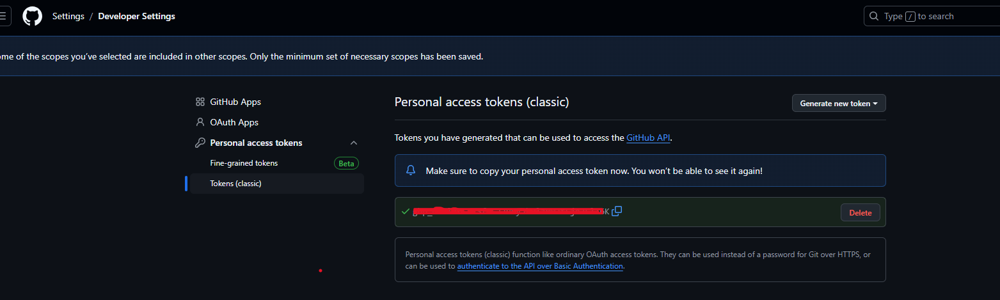 Settings / Developer Settings
Type / to search
ome of the scopes you’ve selected are included in other scopes. Only the minimum set of necessary scopes has been saved.
GitHub Apps
OAuth Apps
Personal access tokens
Fine-grained tokens Beta
Tokens (classic)
Personal access tokens (classic)
Generate new token
Tokens you have generated that can be used to access the GitHub API.
Make sure to copy your personal access token now. You won’t be able to see it again!
Delete
Personal access tokens (classic) function like ordinary OAuth access tokens. They can be used instead of a password for Git over HTTPS, or
can be used to authenticate to the API over Basic Authentication.